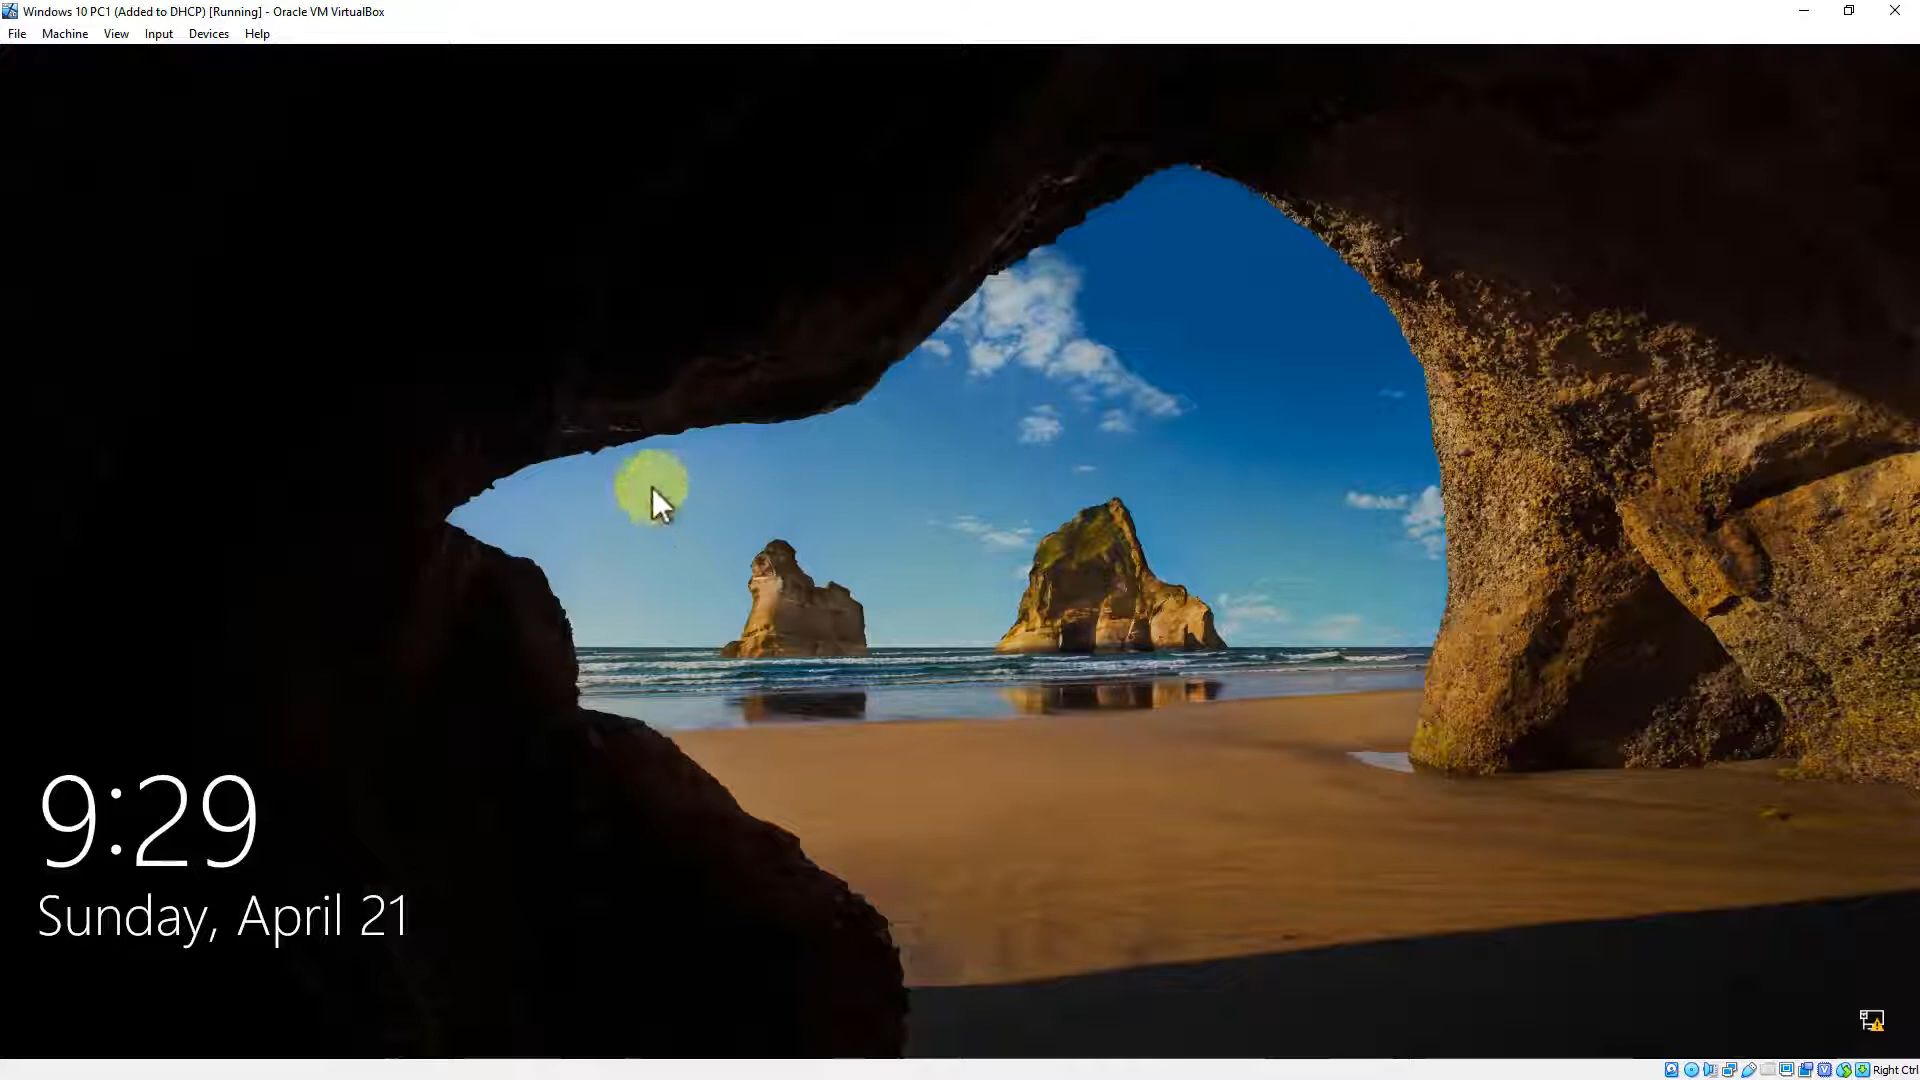 Windows 10 PC1 (Added to DHCP) [Running] - Oracle VM VirtualBox
File Machine View Input Devices Help
9:29
Sunday, April 21
Right Ctrl